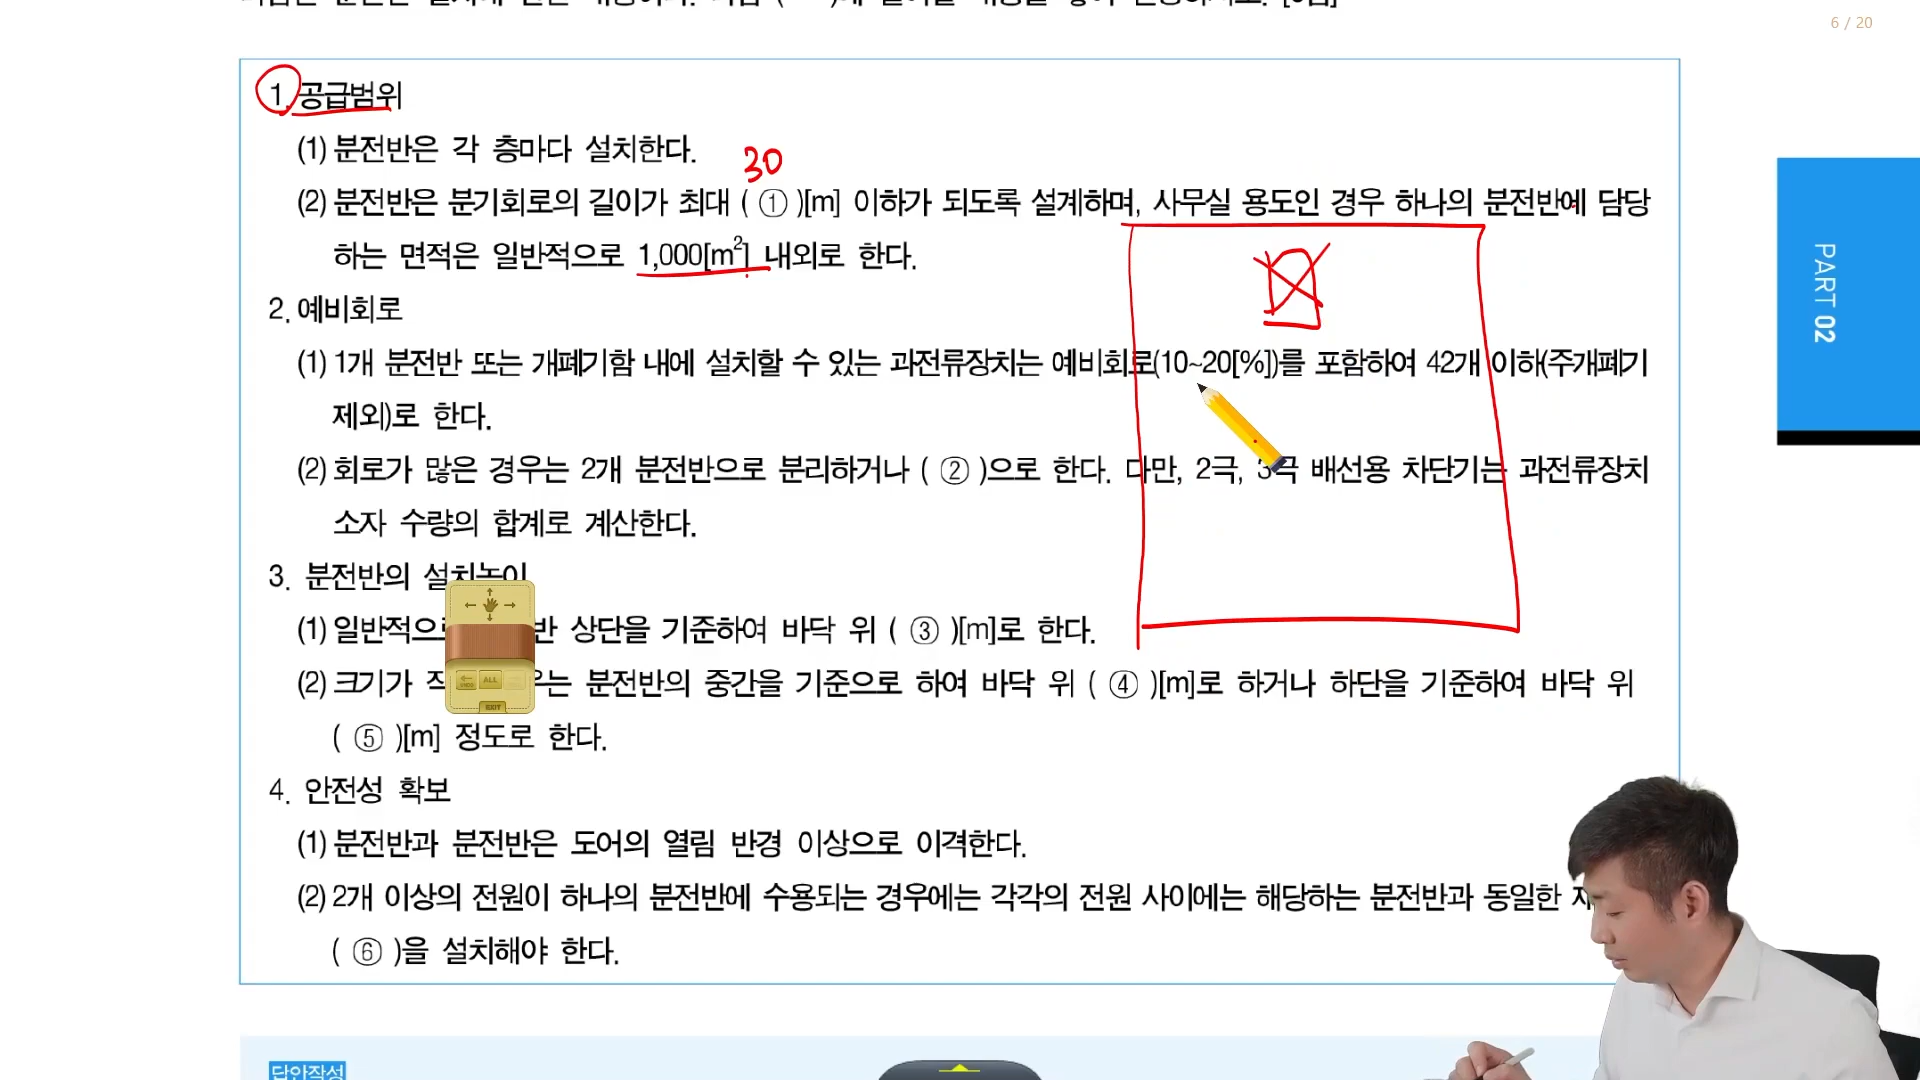 6 / 20
1. 공급범위
(1) 분전반은 각 층마다 설치한다.
30
(2) 분전반은 분기회로의 길이가 최대 ( ① )[m] 이하가 되도록 설계하며, 사무실 용도인 경우 하나의 분전반에 담당
하는 면적은 일반적으로 1,000[m²] 내외로 한다.
2. 예비회로
(1) 1개 분전반 또는 개폐기함 내에 설치할 수 있는 과전류장치는 예비회로(10~20[%])를 포함하여 42개 이하(주개폐기
제외)로 한다.
(2) 회로가 많은 경우는 2개 분전반으로 분리하거나 ( ② )으로 한다. 다만, 2극, 3극 배선용 차단기는 과전류장치
소자 수량의 합계로 계산한다.
3. 분전반의 설치높이
(1) 일반적으 반 상단을 기준하여 바닥 위 ( ③ )[m]로 한다.
(2) 크기가 는 분전반의 중간을 기준으로 하여 바닥 위 ( ④ )[m]로 하거나 하단을 기준하여 바닥 위
( ⑤ )[m] 정도로 한다.
4. 안전성 확보
(1) 분전반과 분전반은 도어의 열림 반경 이상으로 이격한다.
(2) 2개 이상의 전원이 하나의 분전반에 수용되는 경우에는 각각의 전원 사이에는 해당하는 분전반과 동일한
( ⑥ )을 설치해야 한다.
PART 02
ALL
EXIT
답안작성